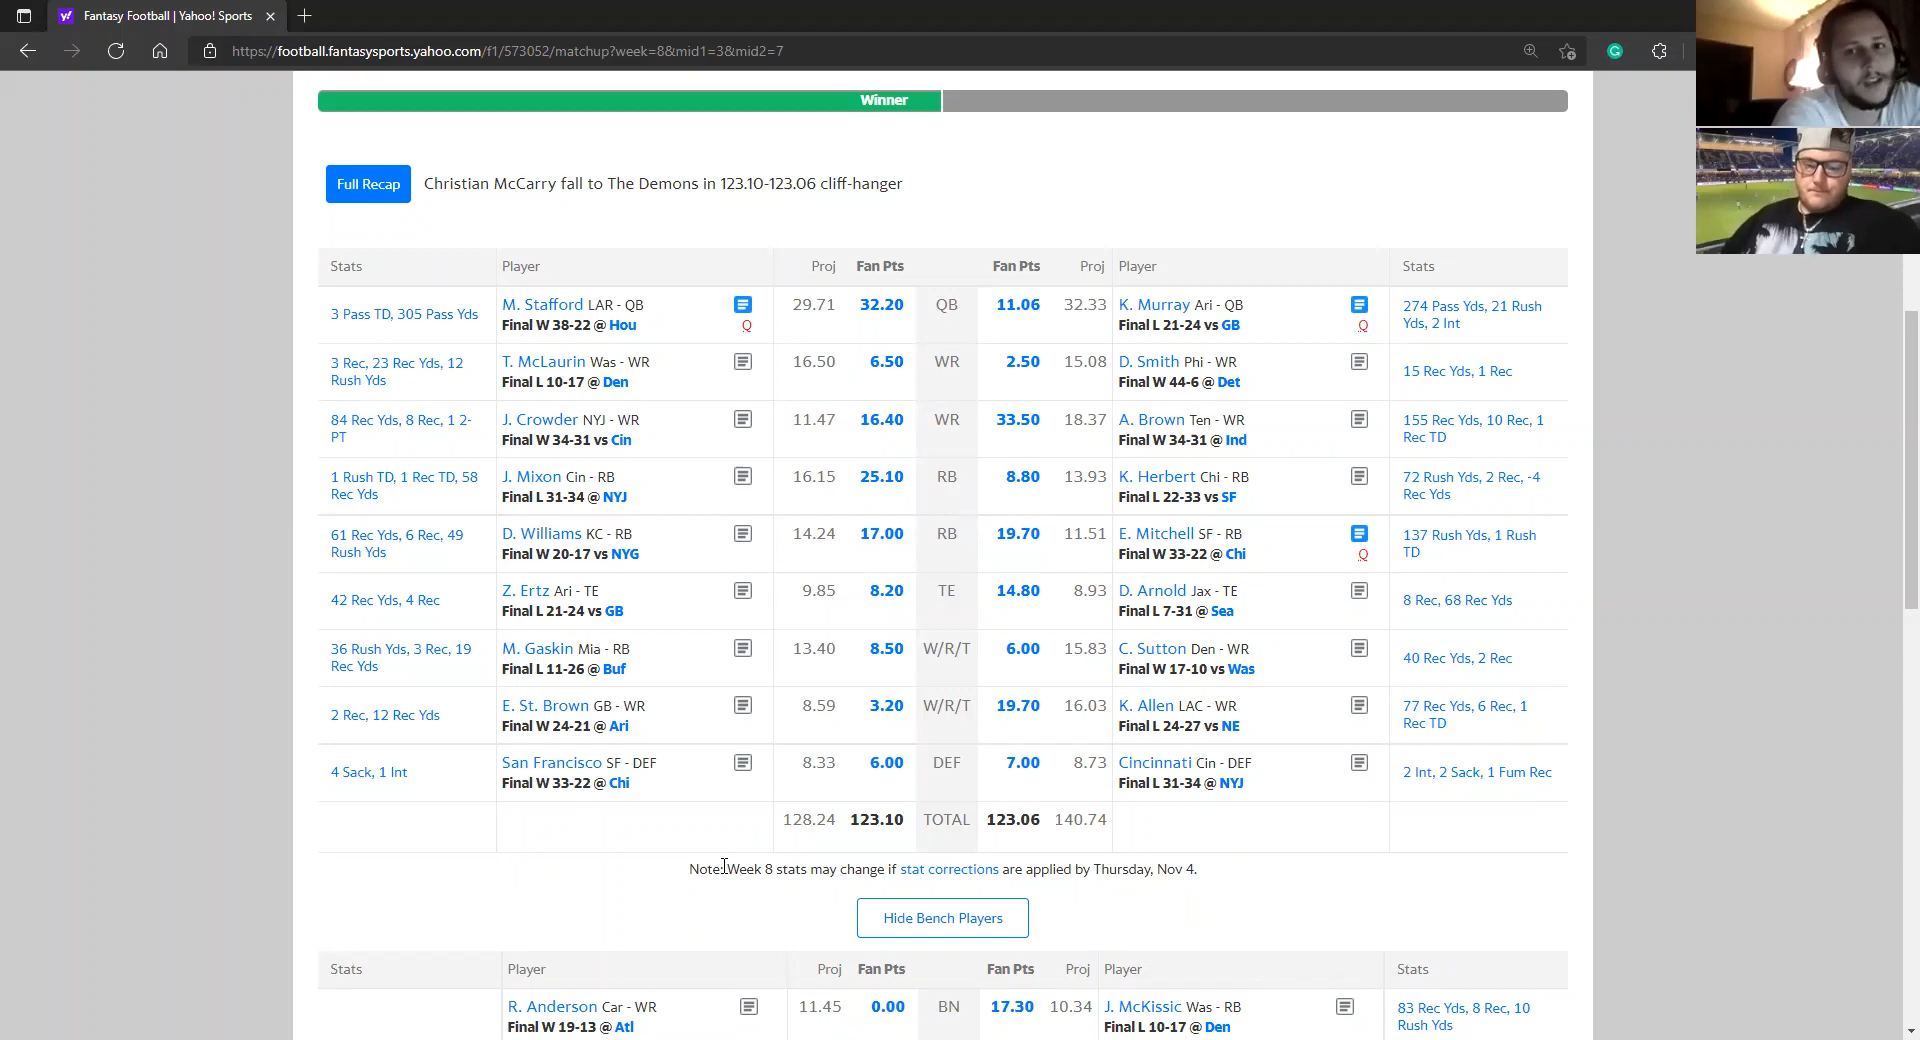 Fantasy Football | Yahoo! Sports
https://football.fantasysports.yahoo.com/f1/573052/matchup?week=8&mid1=3&mid2=7
Winner
Full Recap Christian McCarry fall to The Demons in 123.10-123.06 cliff-hanger
Stats Player Proj Fan Pts Fan Pts Proj Player Stats
3 Pass TD, 305 Pass Yds M. Stafford LAR - QB 29.71 32.20 QB 11.06 32.33 K. Murray Ari - QB 274 Pass Yds, 21 Rush
Final W 38-22 @ Hou Q Final L 21-24 vs GB Q Yds, 2 Int
3 Rec, 23 Rec Yds, 12 T. McLaurin Was - WR 16.50 6.50 WR 2.50 15.08 D. Smith Phi - WR 15 Rec Yds, 1 Rec
Rush Yds Final L 10-17 @ Den Final W 44-6 @ Det
84 Rec Yds, 8 Rec, 1 2- J. Crowder NYJ - WR 11.47 16.40 WR 33.50 18.37 A. Brown Ten - WR 155 Rec Yds, 10 Rec, 1
PT Final W 34-31 vs Cin Final W 34-31 @ Ind Rec TD
1 Rush TD, 1 Rec TD, 58 J. Mixon Cin - RB 16.15 25.10 RB 8.80 13.93 K. Herbert Chi - RB 72 Rush Yds, 2 Rec, -4
Rec Yds Final L 31-34 @ NYJ Final L 22-33 vs SF Rec Yds
61 Rec Yds, 6 Rec, 49 D. Williams KC - RB 14.24 17.00 RB 19.70 11.51 E. Mitchell SF - RB 137 Rush Yds, 1 Rush
Rush Yds Final W 20-17 vs NYG Final W 33-22 @ Chi Q TD
42 Rec Yds, 4 Rec Z. Ertz Ari - TE 9.85 8.20 TE 14.80 8.93 D. Arnold Jax - TE 8 Rec, 68 Rec Yds
Final L 21-24 vs GB Final L 7-31 @ Sea
36 Rush Yds, 3 Rec, 19 M. Gaskin Mia - RB 13.40 8.50 W/R/T 6.00 15.83 C. Sutton Den - WR 40 Rec Yds, 2 Rec
Rec Yds Final L 11-26 @ Buf Final W 17-10 vs Was
2 Rec, 12 Rec Yds E. St. Brown GB - WR 8.59 3.20 W/R/T 19.70 16.03 K. Allen LAC - WR 77 Rec Yds, 6 Rec, 1
Final W 24-21 @ Ari Final L 24-27 vs NE Rec TD
4 Sack, 1 Int San Francisco SF - DEF 8.33 6.00 DEF 7.00 8.73 Cincinnati Cin - DEF 2 Int, 2 Sack, 1 Fum Rec
Final W 33-22 @ Chi Final L 31-34 @ NYJ
128.24 123.10 TOTAL 123.06 140.74
Note: Week 8 stats may change if stat corrections are applied by Thursday, Nov 4.
Hide Bench Players
Stats Player Proj Fan Pts Fan Pts Proj Player Stats
R. Anderson Car - WR 11.45 0.00 BN 17.30 10.34 J. McKissic Was - RB 83 Rec Yds, 8 Rec, 10
Final W 19-13 @ Atl Final L 10-17 @ Den Rush Yds